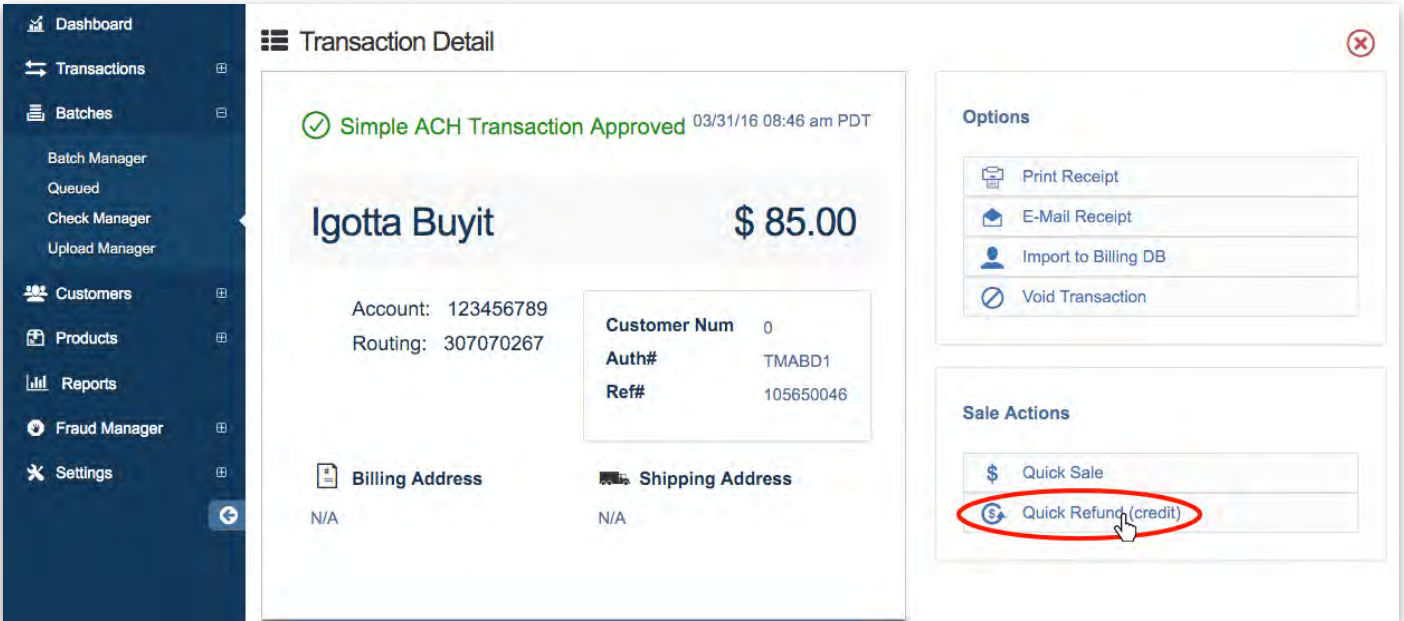 Dashboard
Transactions
Batches
Batch Manager
Queued
Check Manager
Upload Manager
Customers
Products
Reports
Fraud Manager
Settings
Transaction Detail
Simple ACH Transaction Approved 03/31/16 08:46 am PDT
Igotta Buyit $ 85.00
Account: 123456789
Routing: 307070267
Customer Num 0
Auth# TMABD1
Ref# 105650046
Billing Address
N/A
Shipping Address
N/A
Options
Print Receipt
E-Mail Receipt
Import to Billing DB
Void Transaction
Sale Actions
$ Quick Sale
Quick Refund (credit)